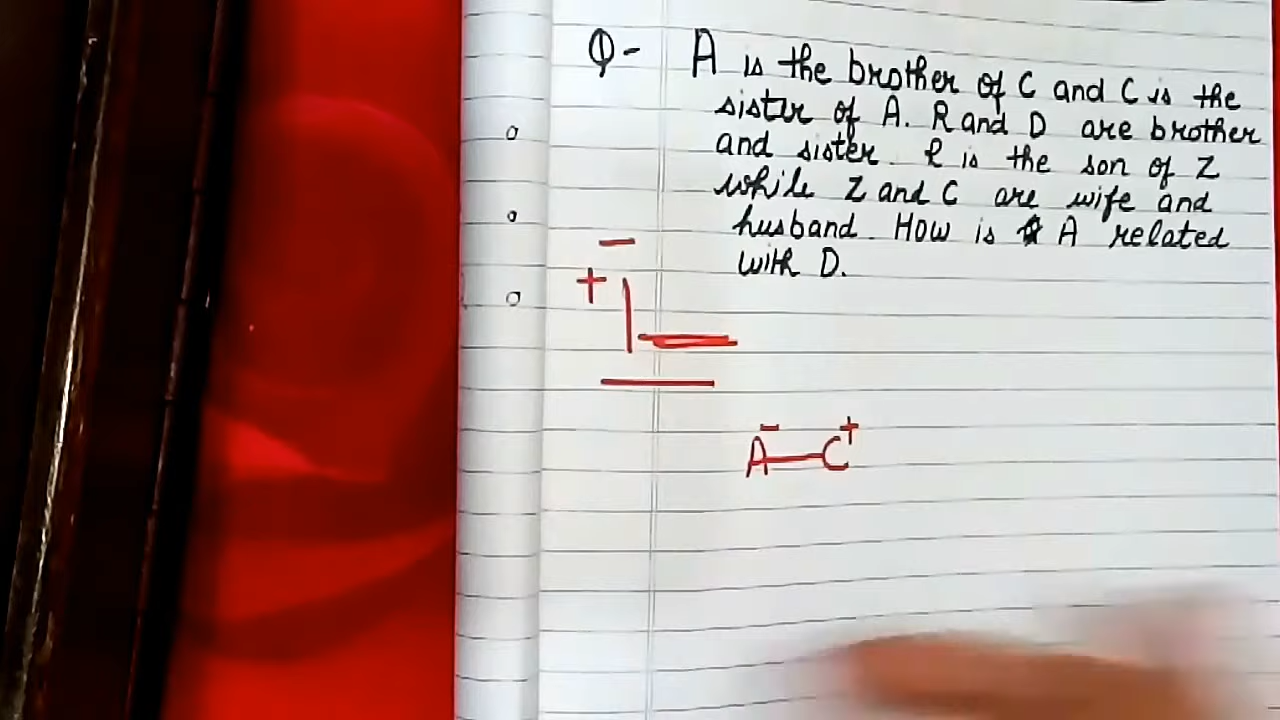 Q- A is the brother of C and C is the
sister of A. R and D are brother
and sister. R is the son of Z
while Z and C are wife and
husband. How is A related
with D.
-
+
A- — C+